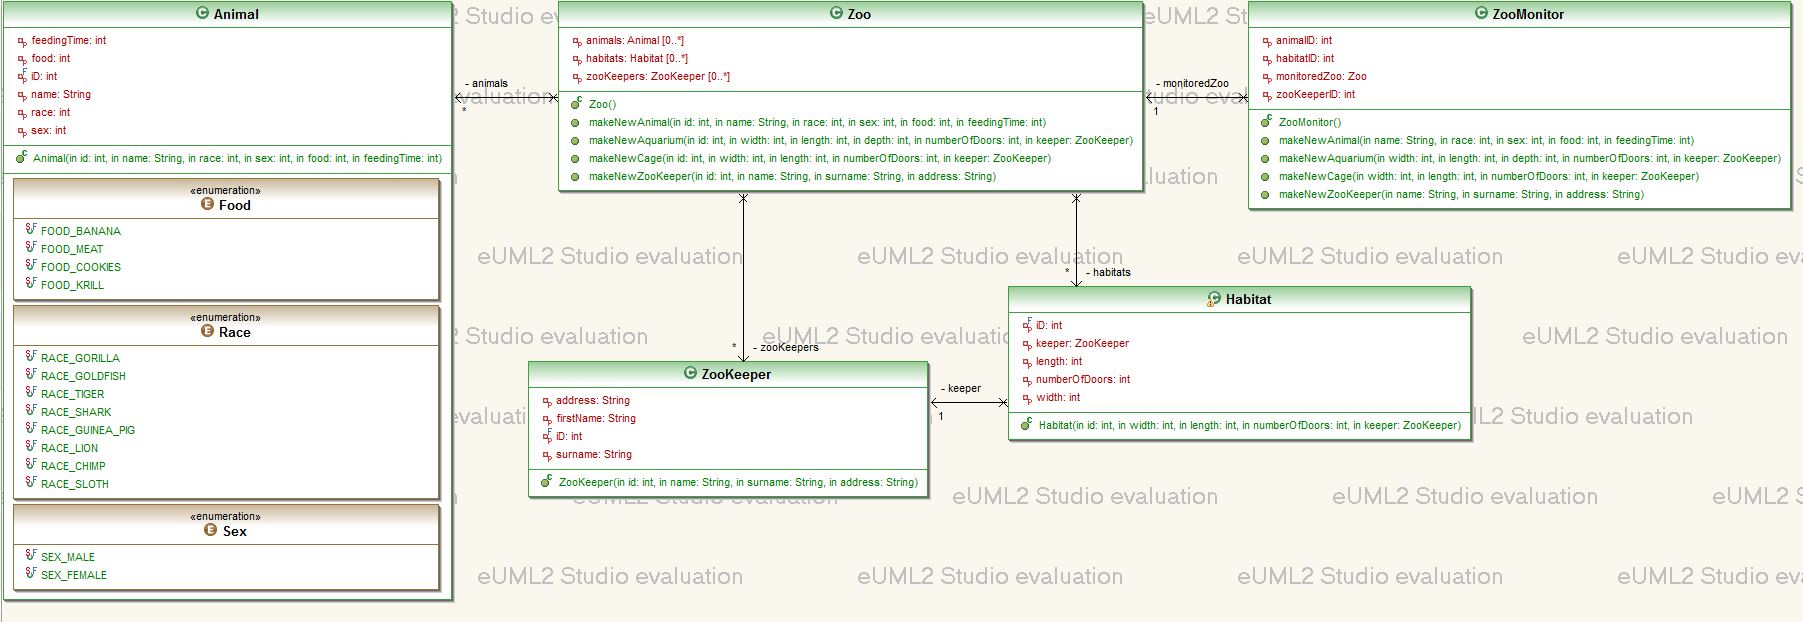 Animal
feedingTime: int
food: int
iD: int
name: String
race: int
sex: int
Animal(in id: int, in name: String, in race: int, in sex: int, in food: int, in feedingTime: int)
«enumeration»
Food
FOOD_BANANA
FOOD_MEAT
FOOD_COOKIES
FOOD_KRILL
«enumeration»
Race
RACE_GORILLA
RACE_GOLDFISH
RACE_TIGER
RACE_SHARK
RACE_GUINEA_PIG
RACE_LION
RACE_CHIMP
RACE_SLOTH
«enumeration»
Sex
SEX_MALE
SEX_FEMALE
- animals
*
Zoo
animals: Animal [0..*]
habitats: Habitat [0..*]
zooKeepers: ZooKeeper [0..*]
Zoo()
makeNewAnimal(in id: int, in name: String, in race: int, in sex: int, in food: int, in feedingTime: int)
makeNewAquarium(in id: int, in width: int, in length: int, in depth: int, in numberOfDoors: int, in keeper: ZooKeeper)
makeNewCage(in id: int, in width: int, in length: int, in numberOfDoors: int, in keeper: ZooKeeper)
makeNewZooKeeper(in id: int, in name: String, in surname: String, in address: String)
- monitoredZoo
1
ZooMonitor
animalID: int
habitatID: int
monitoredZoo: Zoo
zooKeeperID: int
ZooMonitor()
makeNewAnimal(in name: String, in race: int, in sex: int, in food: int, in feedingTime: int)
makeNewAquarium(in width: int, in length: int, in depth: int, in numberOfDoors: int, in keeper: ZooKeeper)
makeNewCage(in width: int, in length: int, in numberOfDoors: int, in keeper: ZooKeeper)
makeNewZooKeeper(in name: String, in surname: String, in address: String)
* - habitats
Habitat
iD: int
keeper: ZooKeeper
length: int
numberOfDoors: int
width: int
Habitat(in id: int, in width: int, in length: int, in numberOfDoors: int, in keeper: ZooKeeper)
* - zooKeepers
ZooKeeper
address: String
firstName: String
iD: int
surname: String
ZooKeeper(in id: int, in name: String, in surname: String, in address: String)
- keeper
1
eUML2 Studio evaluation
eUML2 Studio evaluation
eUML2 Studio evaluation
eUML2 Studio evaluation
eUML2 Studio evaluation
eUML2 Studio evaluation
eUML2 Studio evaluation
eUML2 Studio evaluation